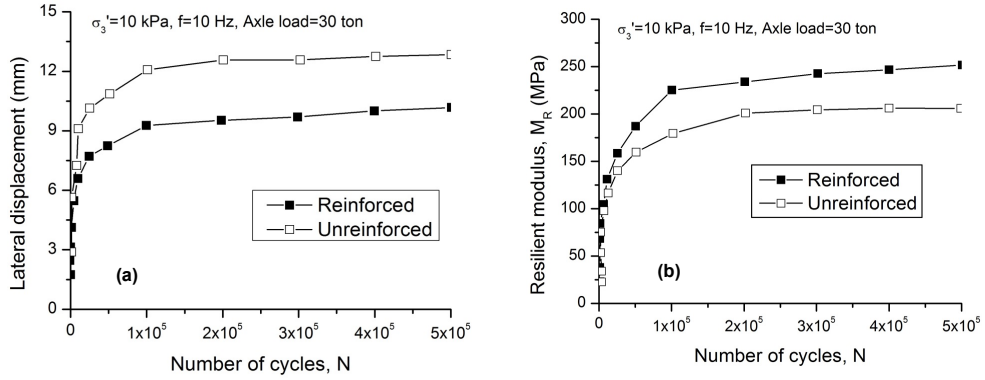 σ3'=10 kPa, f=10 Hz, Axle load=30 ton
Lateral displacement (mm)
15
12
9
6
3
0
Reinforced
Unreinforced
(a)
0
1x10^5
2x10^5
3x10^5
4x10^5
5x10^5
Number of cycles, N
σ3'=10 kPa, f=10 Hz, Axle load=30 ton
Resilient modulus, MR (MPa)
300
250
200
150
100
50
0
Reinforced
Unreinforced
(b)
0
1x10^5
2x10^5
3x10^5
4x10^5
5x10^5
Number of cycles, N